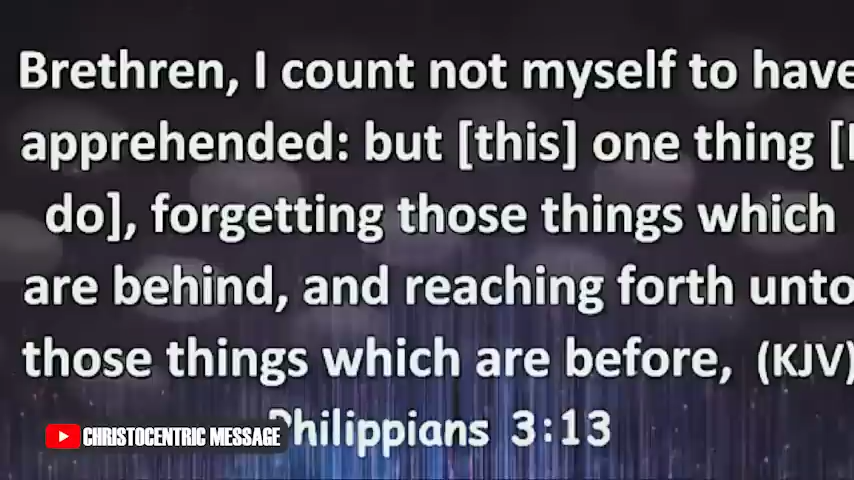 Brethren, I count not myself to have
apprehended: but [this] one thing [I
do], forgetting those things which
are behind, and reaching forth unto
those things which are before, (KJV)
Philippians 3:13
CHRISTOCENTRIC MESSAGE